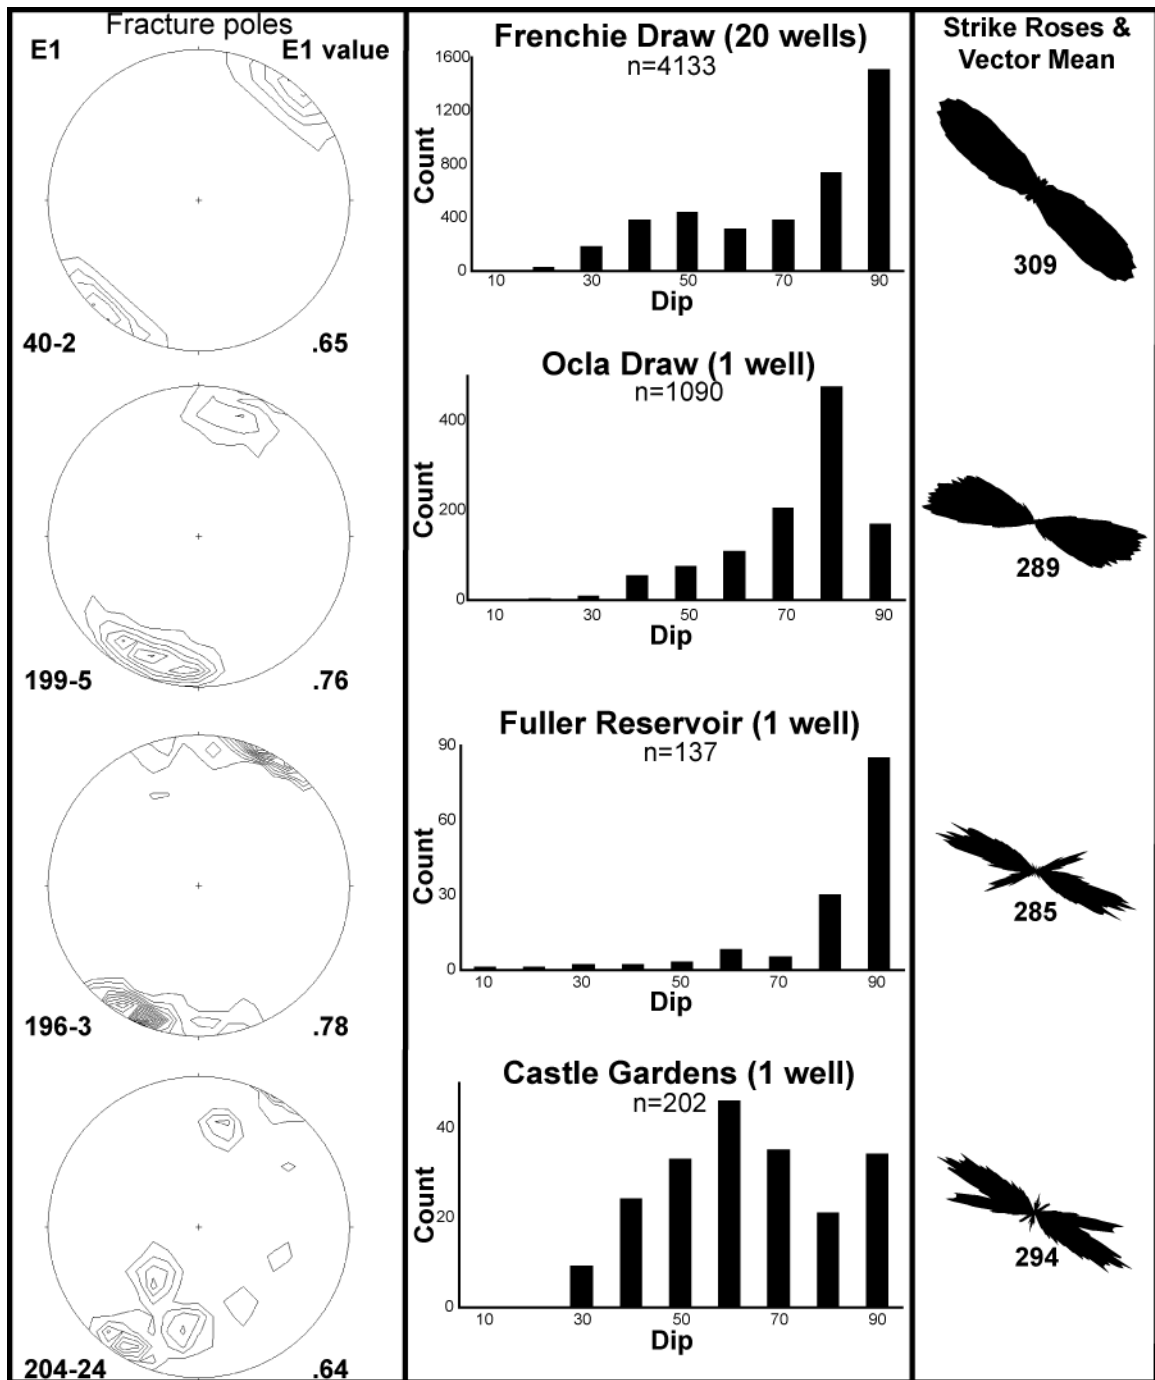 Fracture poles
E1
E1 value
40-2
.65
199-5
.76
196-3
.78
204-24
.64
Frenchie Draw (20 wells)
n=4133
Count
1600
1200
800
400
0
10 30 50 70 90
Dip
Ocla Draw (1 well)
n=1090
Count
400
200
0
10 30 50 70 90
Dip
Fuller Reservoir (1 well)
n=137
Count
90
60
30
0
10 30 50 70 90
Dip
Castle Gardens (1 well)
n=202
Count
40
20
0
10 30 50 70 90
Dip
Strike Roses &
Vector Mean
309
289
285
294